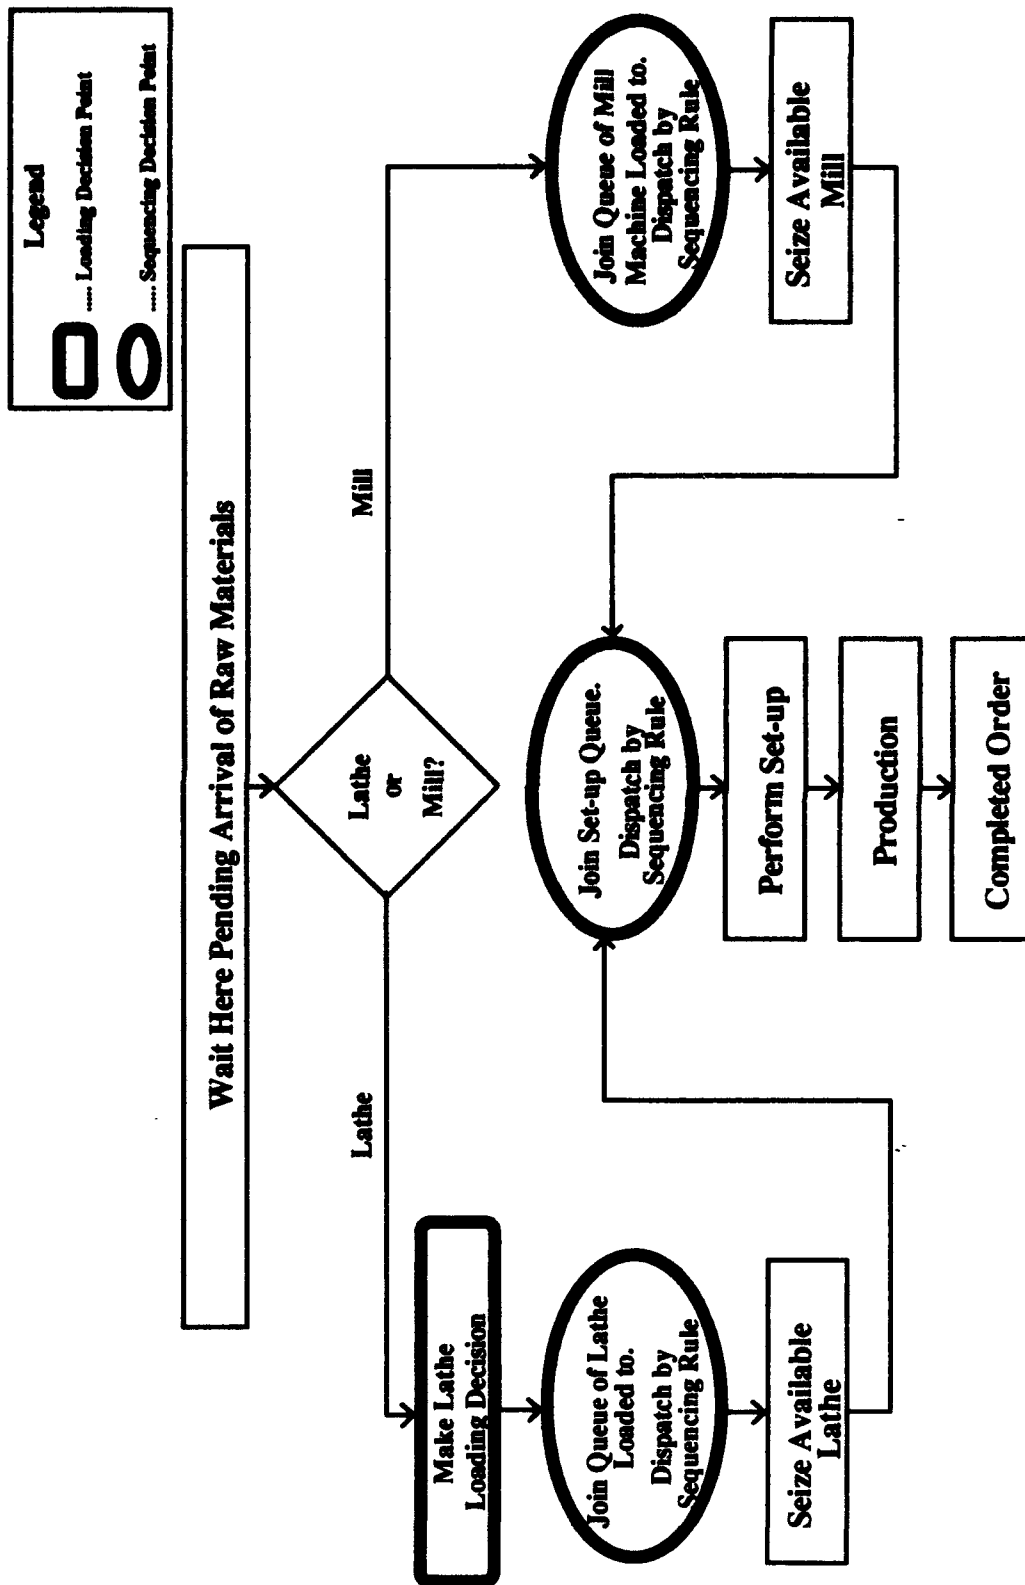 Legend
..... Loading Decision Point
..... Sequencing Decision Point
Wait Here Pending Arrival of Raw Materials
Lathe
or
Mill?
Lathe
Mill
Make Lathe
Loading Decision
Join Queue of Lathe
Loaded to.
Dispatch by
Sequencing Rule
Seize Available
Lathe
Join Queue of Mill
Machine Loaded to.
Dispatch by
Sequencing Rule
Seize Available
Mill
Join Set-up Queue.
Dispatch by
Sequencing Rule
Perform Set-up
Production
Completed Order